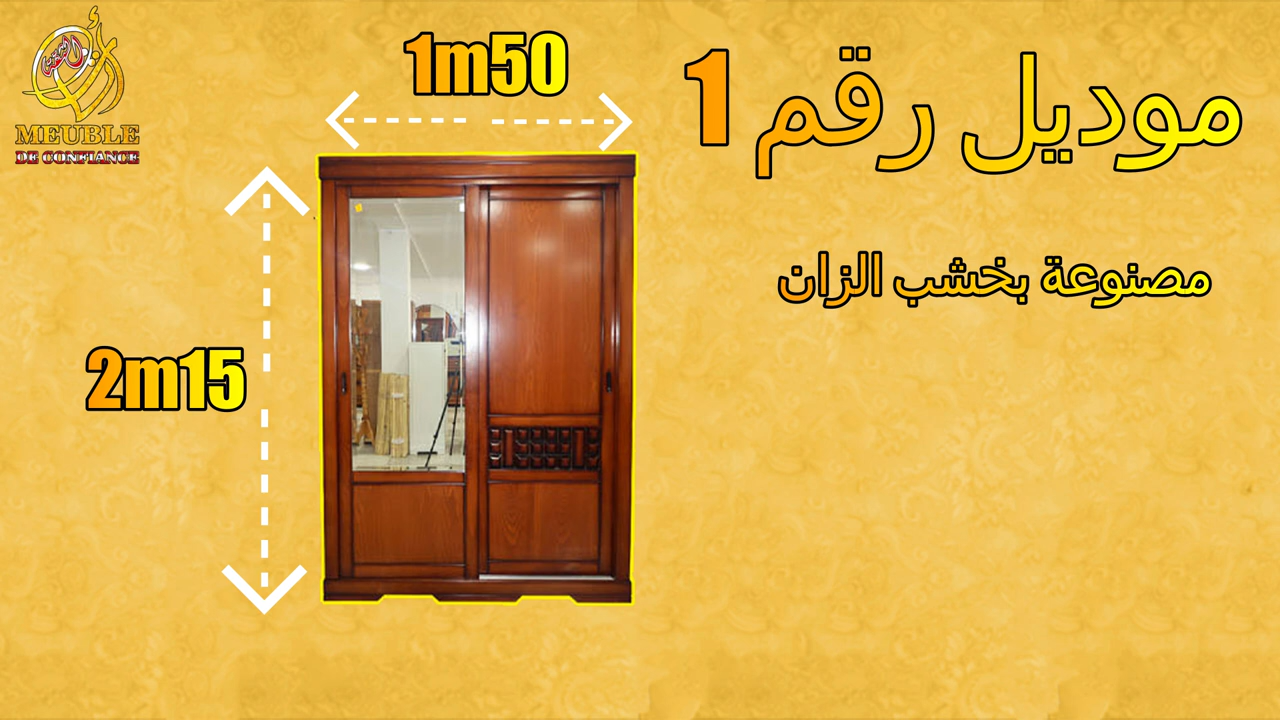 MEUBLE
DE CONFIANCE
1m50
موديل رقم 1
مصنوعة بخشب الزان
2m15